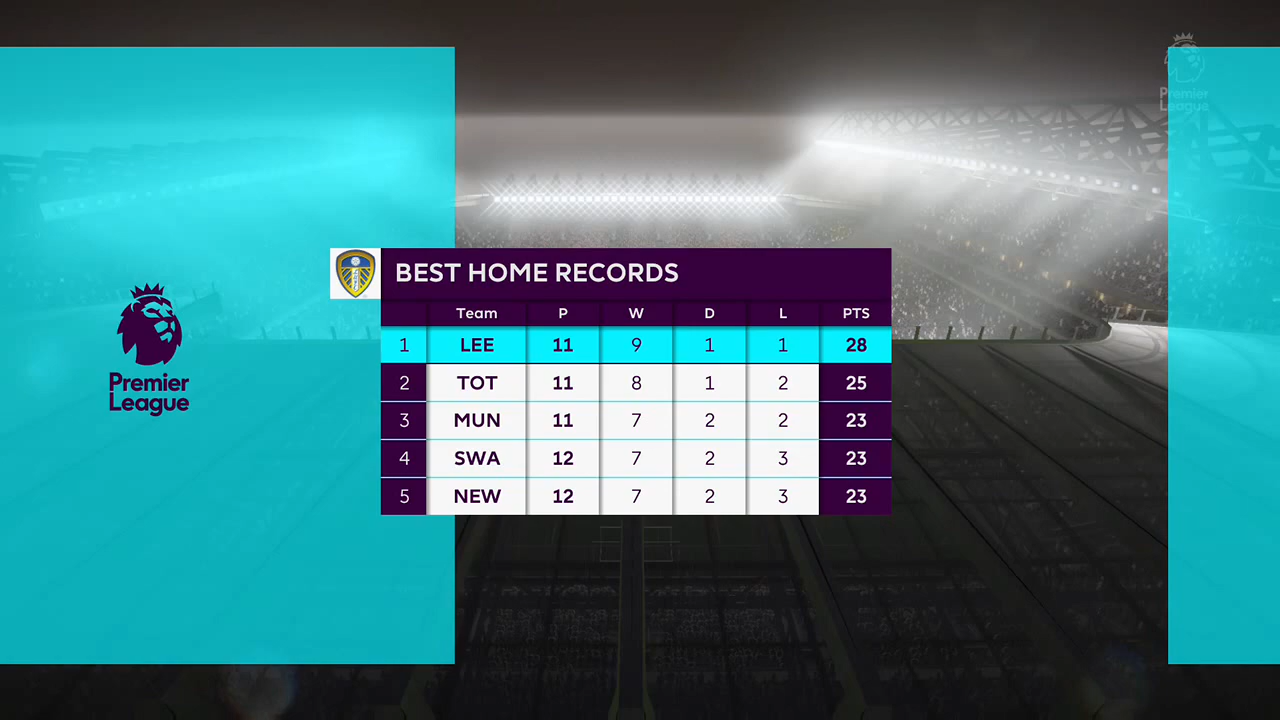 Premier
League
BEST HOME RECORDS
Team P W D L PTS
1 LEE 11 9 1 1 28
2 TOT 11 8 1 2 25
3 MUN 11 7 2 2 23
4 SWA 12 7 2 3 23
5 NEW 12 7 2 3 23
Premier
League